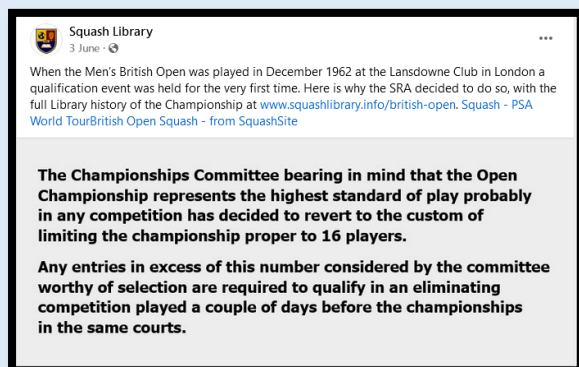 Squash Library
3 June ·
When the Men's British Open was played in December 1962 at the Lansdowne Club in London a
qualification event was held for the very first time. Here is why the SRA decided to do so, with the
full Library history of the Championship at www.squashlibrary.info/british-open. Squash - PSA
World TourBritish Open Squash - from SquashSite
The Championships Committee bearing in mind that the Open
Championship represents the highest standard of play probably
in any competition has decided to revert to the custom of
limiting the championship proper to 16 players.
Any entries in excess of this number considered by the committee
worthy of selection are required to qualify in an eliminating
competition played a couple of days before the championships
in the same courts.